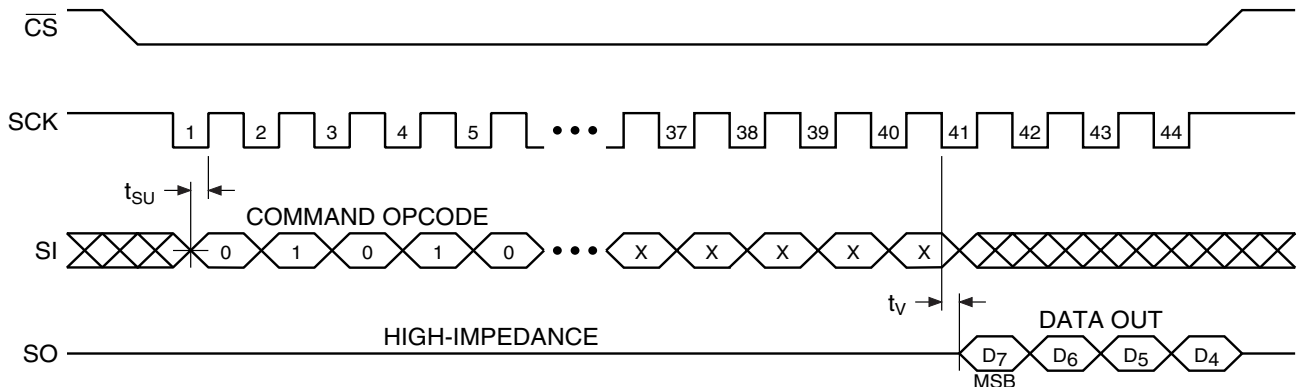 CS
SCK 1 2 3 4 5 ••• 37 38 39 40 41 42 43 44
tSU
COMMAND OPCODE
SI 0 1 0 1 0 ••• X X X X X
tV
HIGH-IMPEDANCE DATA OUT
SO D7 D6 D5 D4
MSB